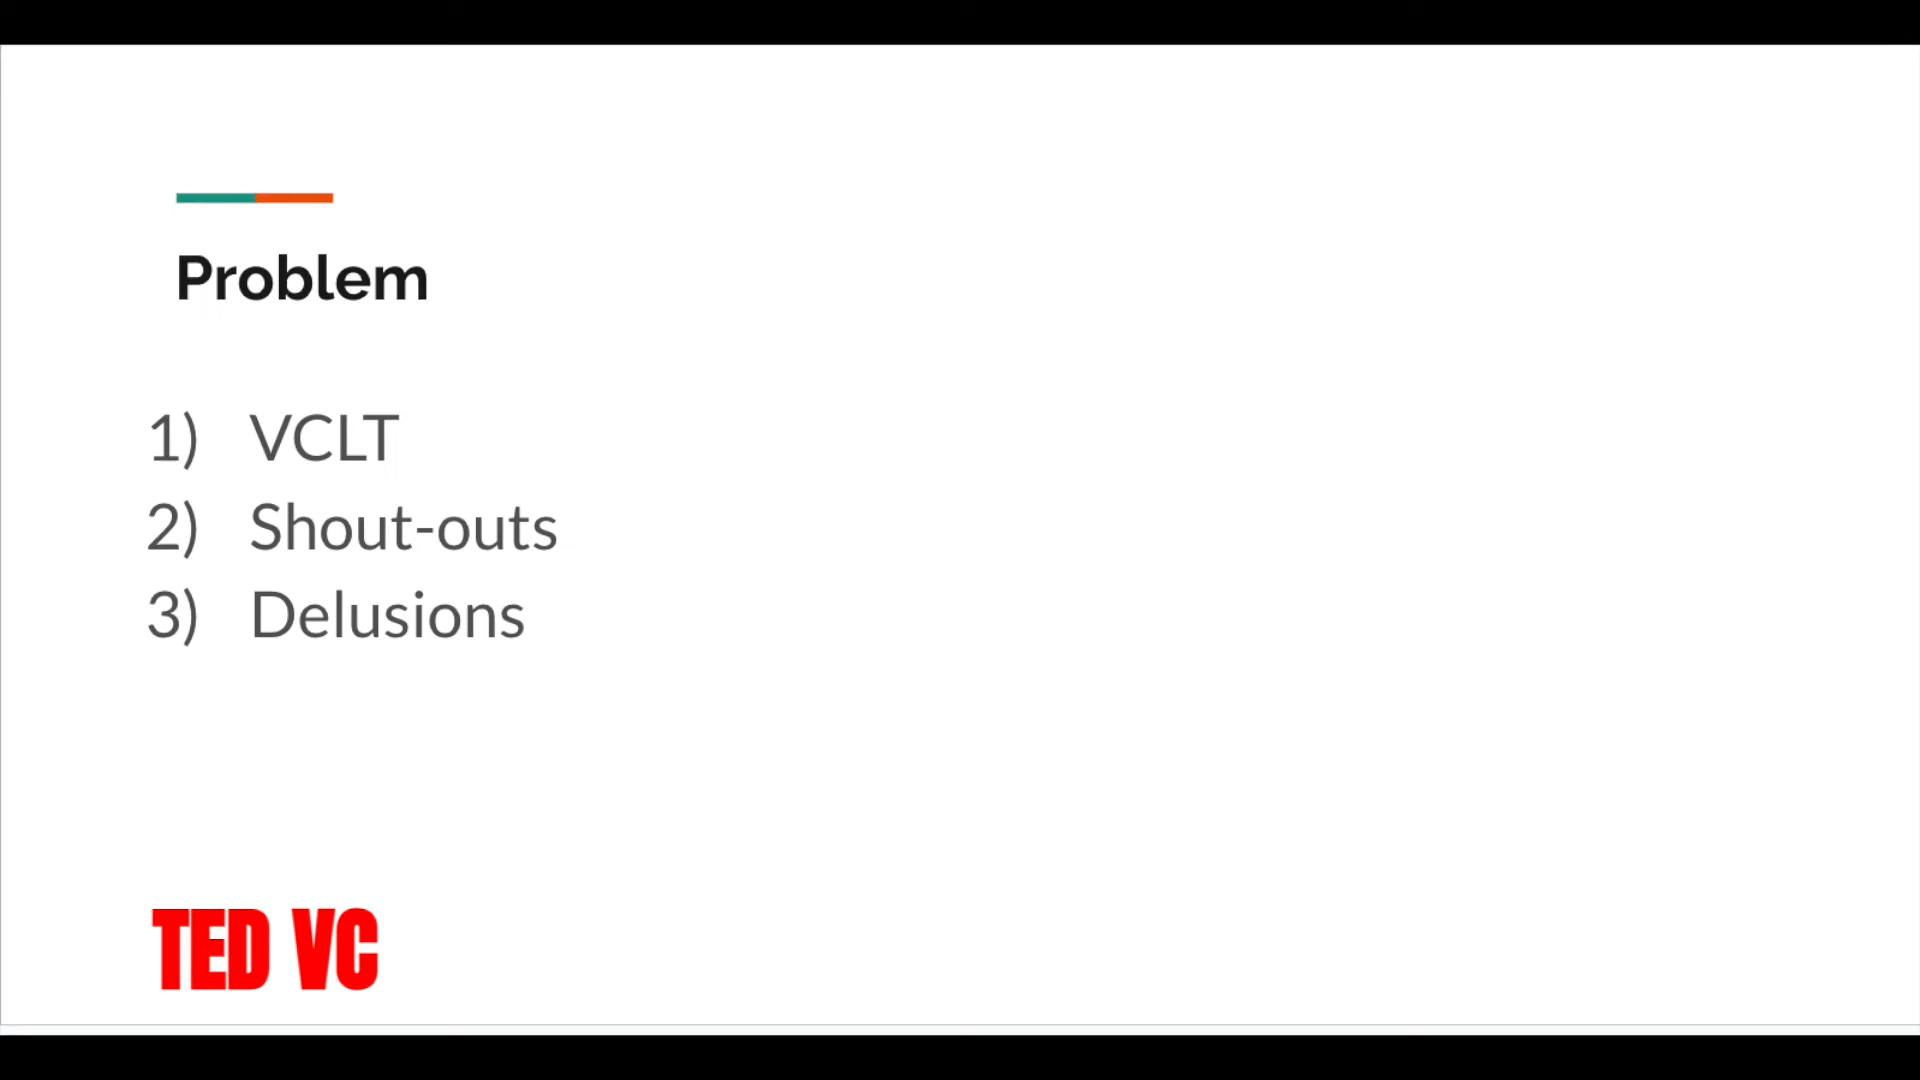 Problem
1) VCLT
2) Shout-outs
3) Delusions
TED VC